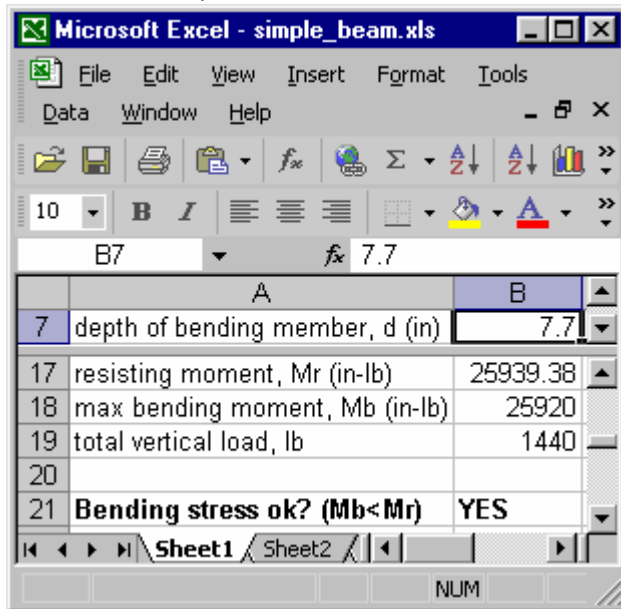 Microsoft Excel - simple_beam.xls
File Edit View Insert Format Tools
Data Window Help
fx Σ A Z A Z
10 B I A
B7 fx 7.7
A B
7 depth of bending member, d (in) 7.7
17 resisting moment, Mr (in-lb) 25939.38
18 max bending moment, Mb (in-lb) 25920
19 total vertical load, lb 1440
20
21 Bending stress ok? (Mb<Mr) YES
Sheet1 Sheet2
NUM